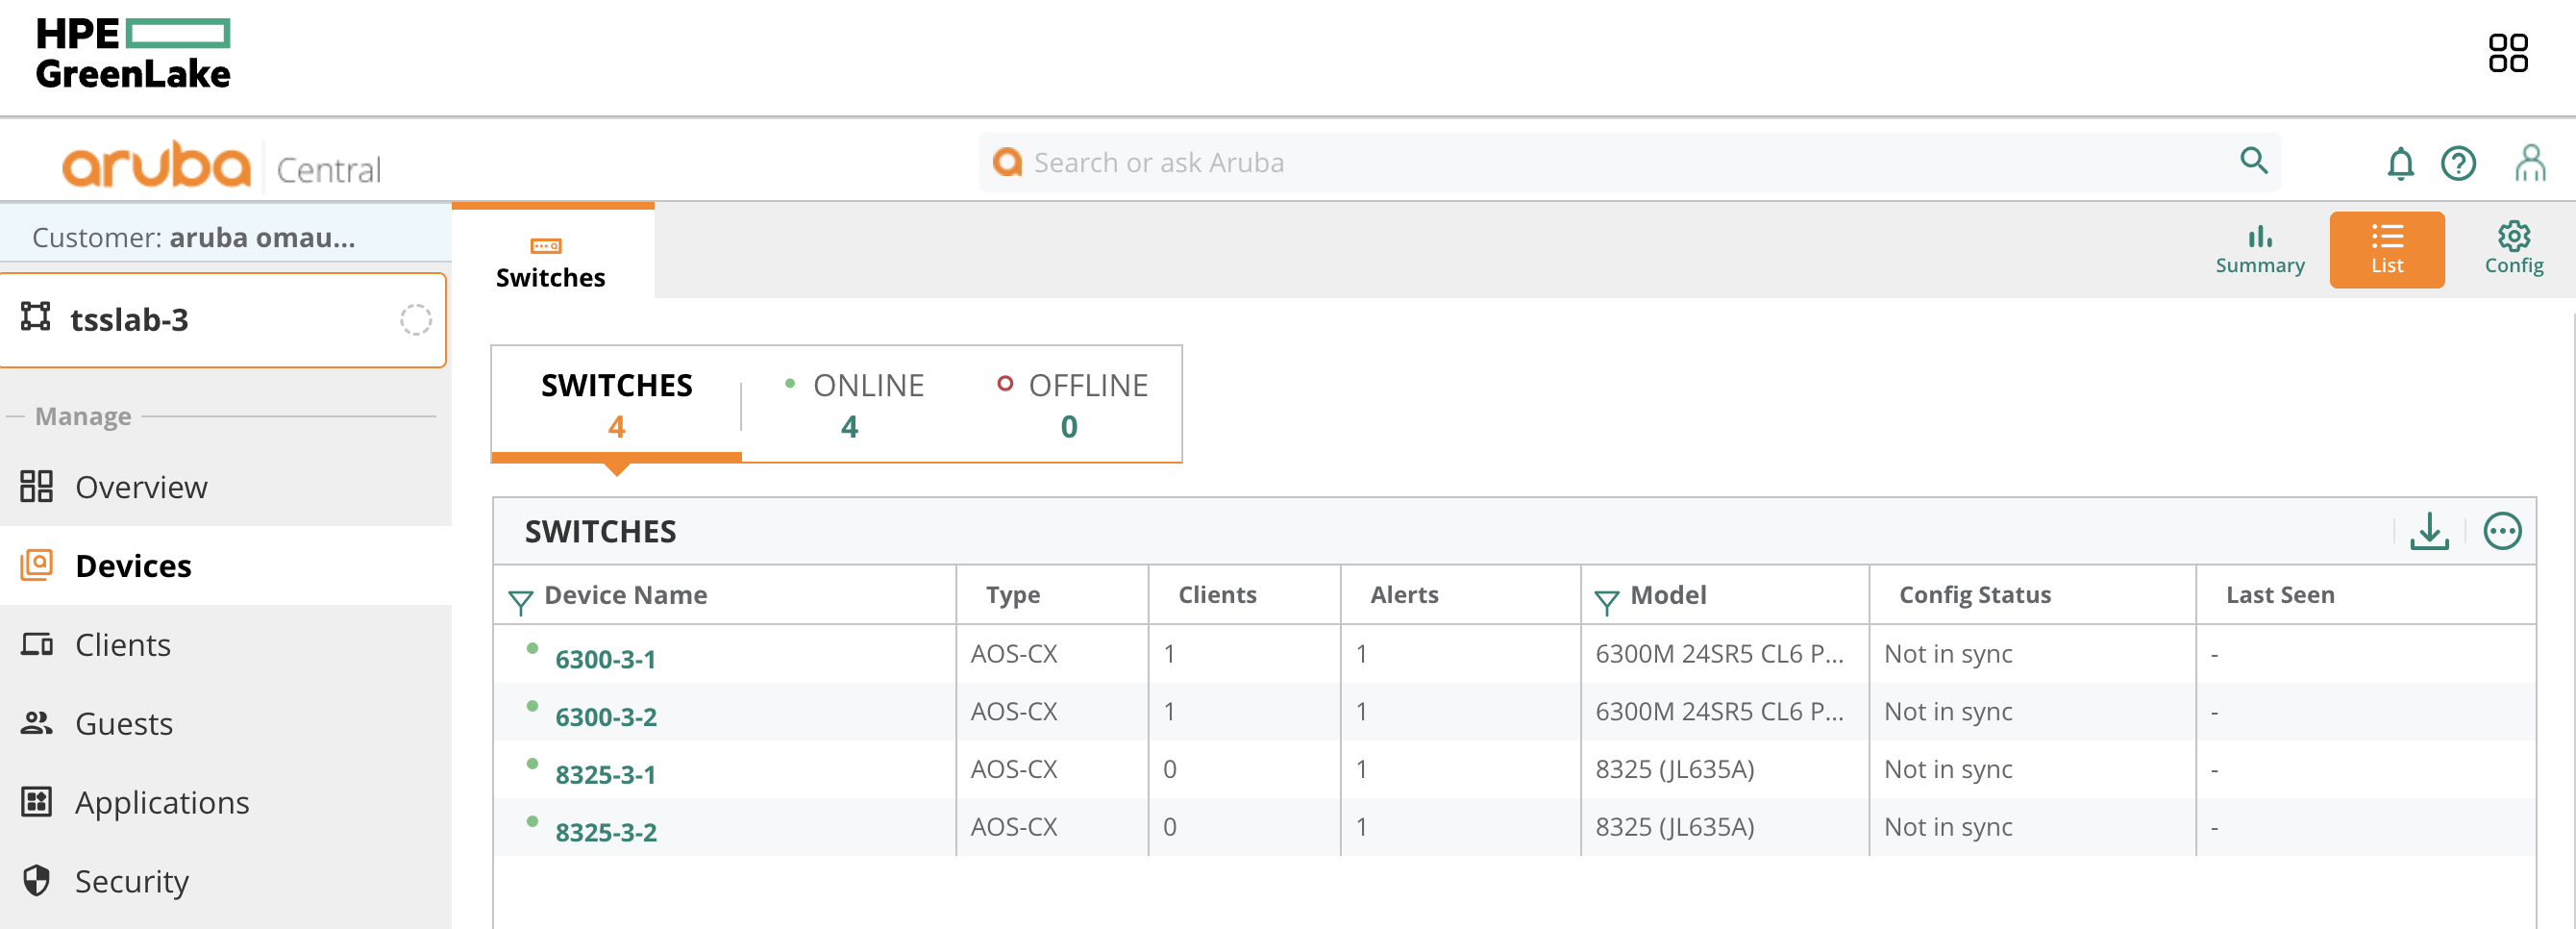 HPE
GreenLake
aruba Central
Search or ask Aruba
Customer: aruba omau...
Switches
Summary
List
Config
tsslab-3
SWITCHES ONLINE OFFLINE
4 4 0
Manage
Overview
Devices
Clients
Guests
Applications
Security
SWITCHES
Device Name Type Clients Alerts Model Config Status Last Seen
6300-3-1 AOS-CX 1 1 6300M 24SR5 CL6 P... Not in sync -
6300-3-2 AOS-CX 1 1 6300M 24SR5 CL6 P... Not in sync -
8325-3-1 AOS-CX 0 1 8325 (JL635A) Not in sync -
8325-3-2 AOS-CX 0 1 8325 (JL635A) Not in sync -